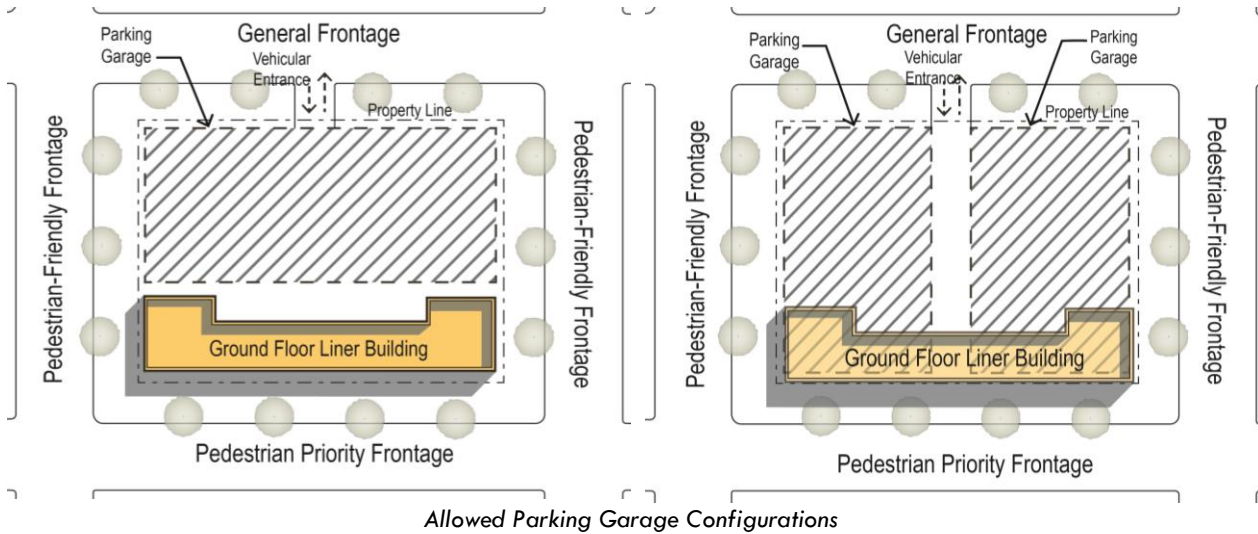 General Frontage
Parking
Garage
Vehicular
Entrance
Property Line
Pedestrian-Friendly Frontage
Pedestrian-Friendly Frontage
Ground Floor Liner Building
Pedestrian Priority Frontage
General Frontage
Parking
Garage
Vehicular
Entrance
Parking
Garage
Property Line
Pedestrian-Friendly Frontage
Pedestrian-Friendly Frontage
Ground Floor Liner Building
Pedestrian Priority Frontage
Allowed Parking Garage Configurations